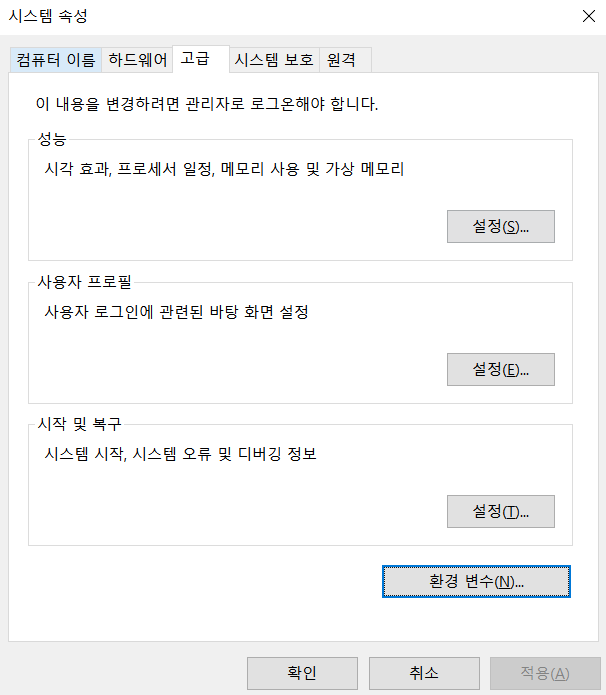 시스템 속성
컴퓨터 이름 하드웨어 고급 시스템 보호 원격
이 내용을 변경하려면 관리자로 로그온해야 합니다.
성능
시각 효과, 프로세서 일정, 메모리 사용 및 가상 메모리
설정(S)...
사용자 프로필
사용자 로그인에 관련된 바탕 화면 설정
설정(E)...
시작 및 복구
시스템 시작, 시스템 오류 및 디버깅 정보
설정(T)...
환경 변수(N)...
확인 취소 적용(A)